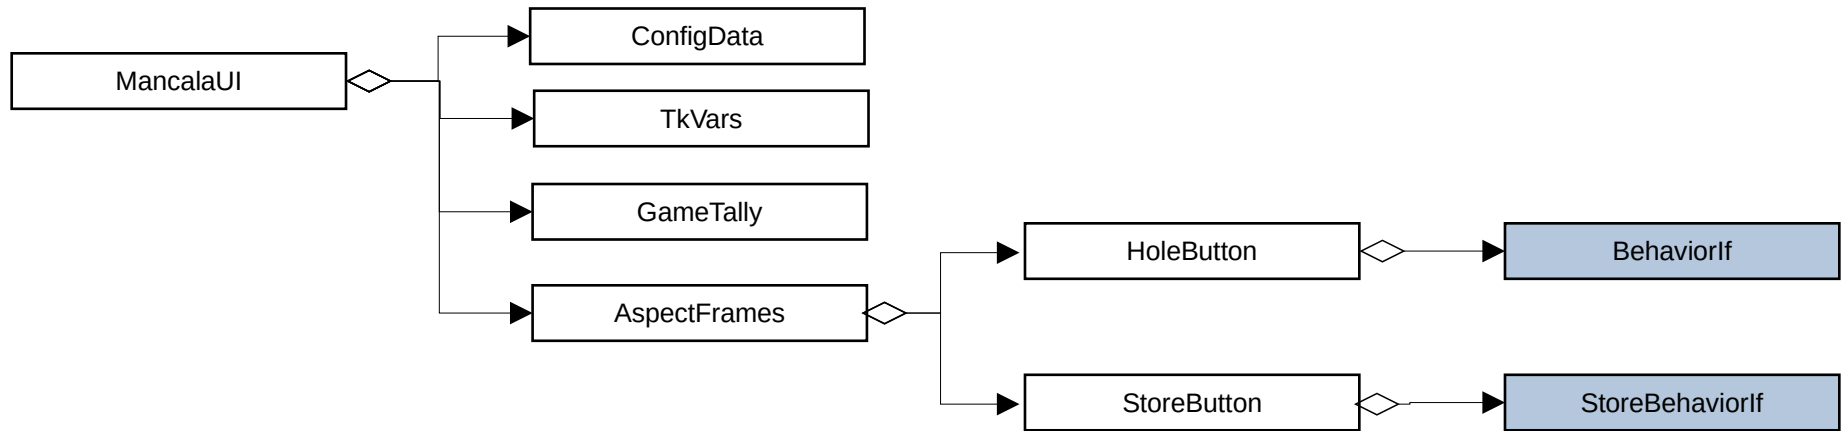 ConfigData
MancalaUI
TkVars
GameTally
HoleButton
BehaviorIf
AspectFrames
StoreButton
StoreBehaviorIf